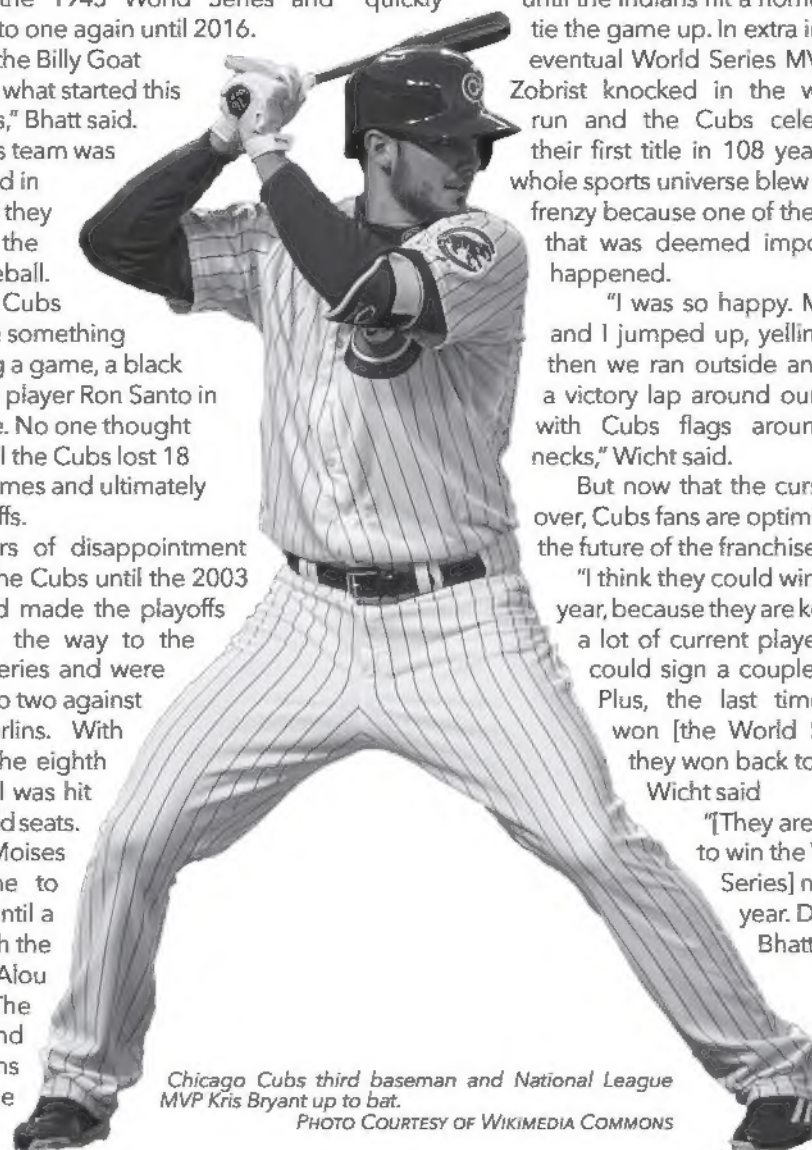 the 1945 World Series and quickly
to one again until 2016.
the Billy Goat
what started this
s," Bhatt said.
s team was
d in
they
the
eball.
Cubs
something
g a game, a black
player Ron Santo in
e. No one thought
l the Cubs lost 18
mes and ultimately
ffs.
rs of disappointment
he Cubs until the 2003
d made the playoffs
the way to the
eries and were
o two against
rlins. With
he eighth
l was hit
d seats.
Moises
me to
ntil a
h the
Alou
The
nd
ns
e
until the Indians hit a hom
tie the game up. In extra i
eventual World Series MV
Zobrist knocked in the w
run and the Cubs cele
their first title in 108 yea
whole sports universe blew
frenzy because one of the
that was deemed impo
happened.
"I was so happy. M
and I jumped up, yellin
then we ran outside an
a victory lap around our
with Cubs flags aroun
necks," Wicht said.
But now that the curs
over, Cubs fans are optim
the future of the franchise
"I think they could win
year, because they are ke
a lot of current playe
could sign a couple
Plus, the last time
won [the World S
they won back to
Wicht said
"[They are
to win the
Series] n
year. D
Bhatt
Chicago Cubs third baseman and National League
MVP Kris Bryant up to bat.
PHOTO COURTESY OF WIKIMEDIA COMMONS